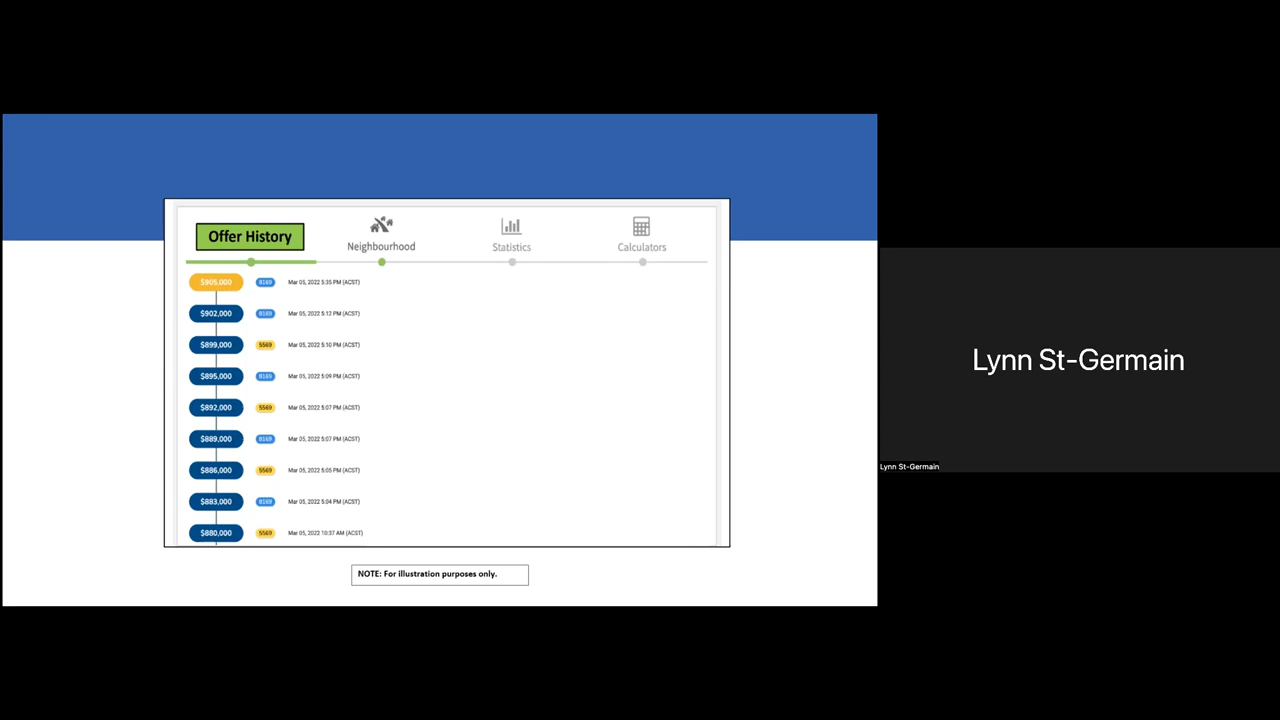 Offer History
Neighbourhood
Statistics
Calculators
$905,000 8169 Mar 05, 2022 5:35 PM (ACST)
$902,000 8169 Mar 05, 2022 5:12 PM (ACST)
$899,000 5569 Mar 05, 2022 5:10 PM (ACST)
$895,000 8169 Mar 05, 2022 5:09 PM (ACST)
$892,000 5569 Mar 05, 2022 5:07 PM (ACST)
$889,000 8169 Mar 05, 2022 5:07 PM (ACST)
$886,000 5569 Mar 05, 2022 5:05 PM (ACST)
$883,000 8169 Mar 05, 2022 5:04 PM (ACST)
$880,000 5569 Mar 05, 2022 10:37 AM (ACST)
NOTE: For illustration purposes only.
Lynn St-Germain
Lynn St-Germain